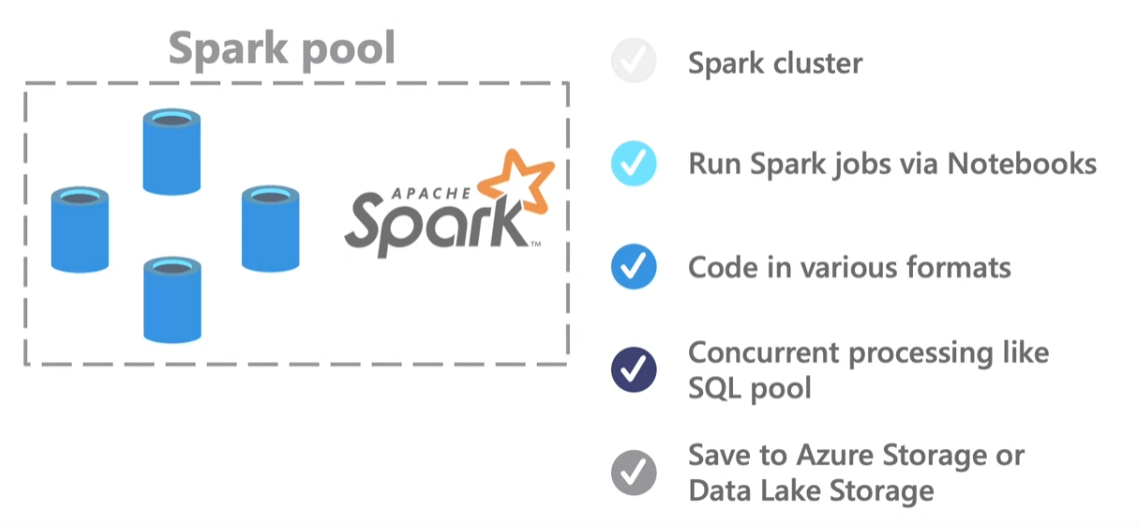 Spark pool
APACHE
Spark™
Spark cluster
Run Spark jobs via Notebooks
Code in various formats
Concurrent processing like
SQL pool
Save to Azure Storage or
Data Lake Storage